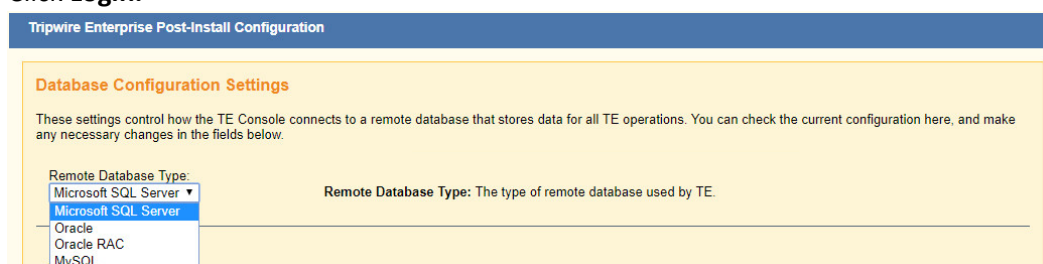 Click Login.
Tripwire Enterprise Post-Install Configuration
Database Configuration Settings
These settings control how the TE Console connects to a remote database that stores data for all TE operations. You can check the current configuration here, and make
any necessary changes in the fields below.
Remote Database Type:
Microsoft SQL Server ▼
Remote Database Type: The type of remote database used by TE.
Microsoft SQL Server
Oracle
Oracle RAC
MySQL